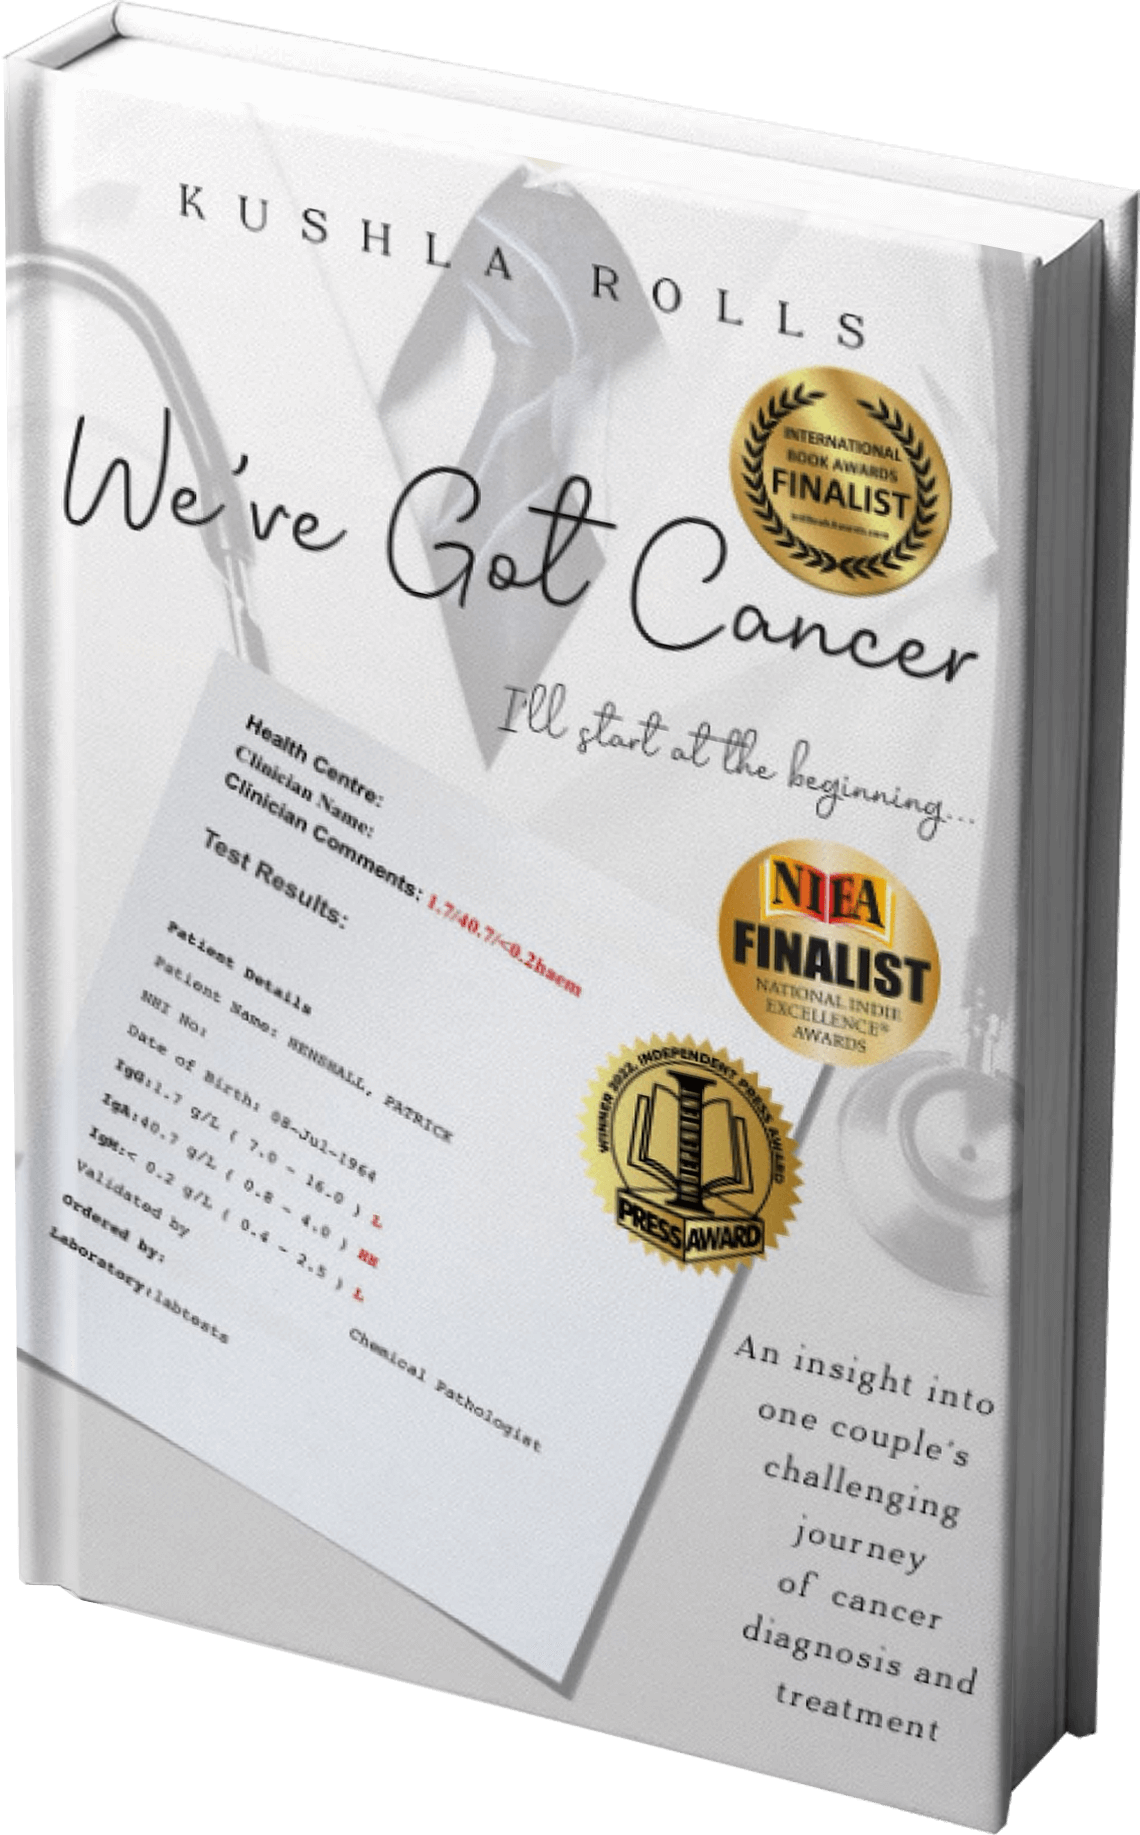 KUSHLA ROLLS
We've Got Cancer
I'll start at the beginning...
INTERNATIONAL
BOOK AWARDS
FINALIST
Health Centre:
Clinician Name:
Clinician Comments: 1.7/40.7/<0.2haem
Test Results:
Patient Details
Patient Name: HENSHALL, PATRICK
NHI No:
Date of Birth: 08-Jul-1964
IgG:1.7 g/L ( 7.0 - 16.0 ) L
IgA:40.7 g/L ( 0.8 - 4.0 ) HH
IgM:< 0.2 g/L ( 0.4 - 2.5 ) L
Validated by
Chemical Pathologist
Ordered by:
Laboratory:labtests
NIEA
FINALIST
NATIONAL INDIE
EXCELLENCE®
AWARDS
WINNER 2022, INDEPENDENT PRESS AWARD
INDEPENDENT
PRESS AWARD
An insight into
one couple's
challenging
journey
of cancer
diagnosis and
treatment